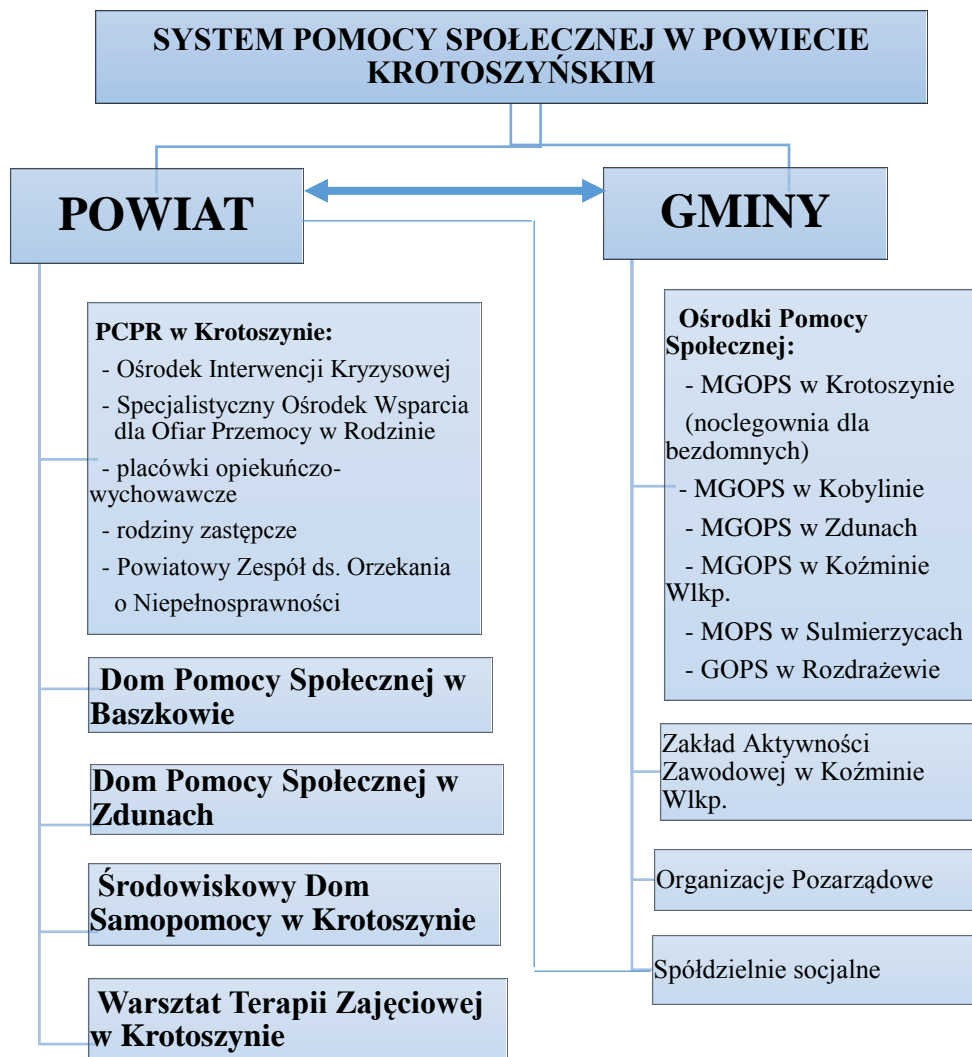 SYSTEM POMOCY SPOŁECZNEJ W POWIECIE
KROTOSZYŃSKIM
POWIAT
PCPR w Krotoszynie:
- Ośrodek Interwencji Kryzysowej
- Specjalistyczny Ośrodek Wsparcia
dla Ofiar Przemocy w Rodzinie
- placówki opiekuńczo-
wychowawcze
- rodziny zastępcze
- Powiatowy Zespół ds. Orzekania
o Niepełnosprawności
Dom Pomocy Społecznej w
Baszkowie
Dom Pomocy Społecznej w
Zdunach
Środowiskowy Dom
Samopomocy w Krotoszynie
Warsztat Terapii Zajęciowej
w Krotoszynie
GMINY
Ośrodki Pomocy
Społecznej:
- MGOPS w Krotoszynie
(noclegownia dla
bezdomnych)
- MGOPS w Kobylinie
- MGOPS w Zdunach
- MGOPS w Koźminie
Wlkp.
- MOPS w Sulmierzycach
- GOPS w Rozdrażewie
Zakład Aktywności
Zawodowej w Koźminie
Wlkp.
Organizacje Pozarządowe
Spółdzielnie socjalne